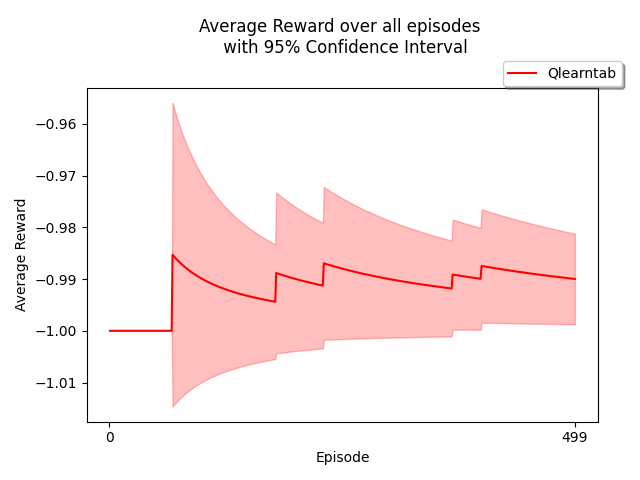 Average Reward over all episodes
with 95% Confidence Interval
Qlearntab
−0.96
−0.97
−0.98
−0.99
−1.00
−1.01
Average Reward
0
499
Episode